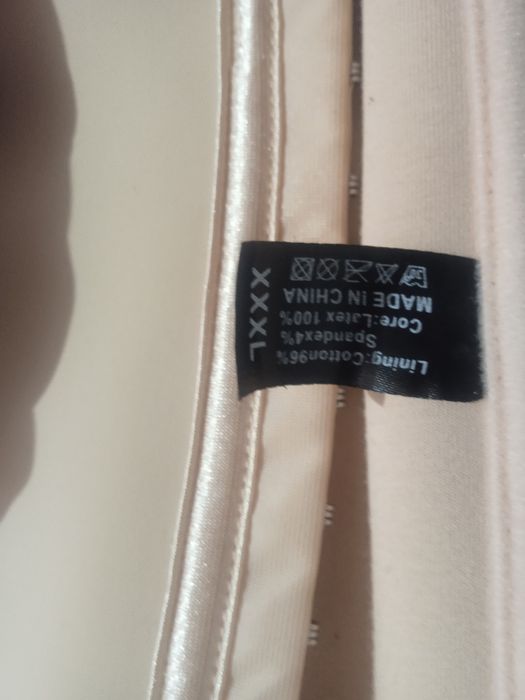 Lining:Cotton96%
Spandex4%
Core:Latex 100%
MADE IN CHINA
XXXL